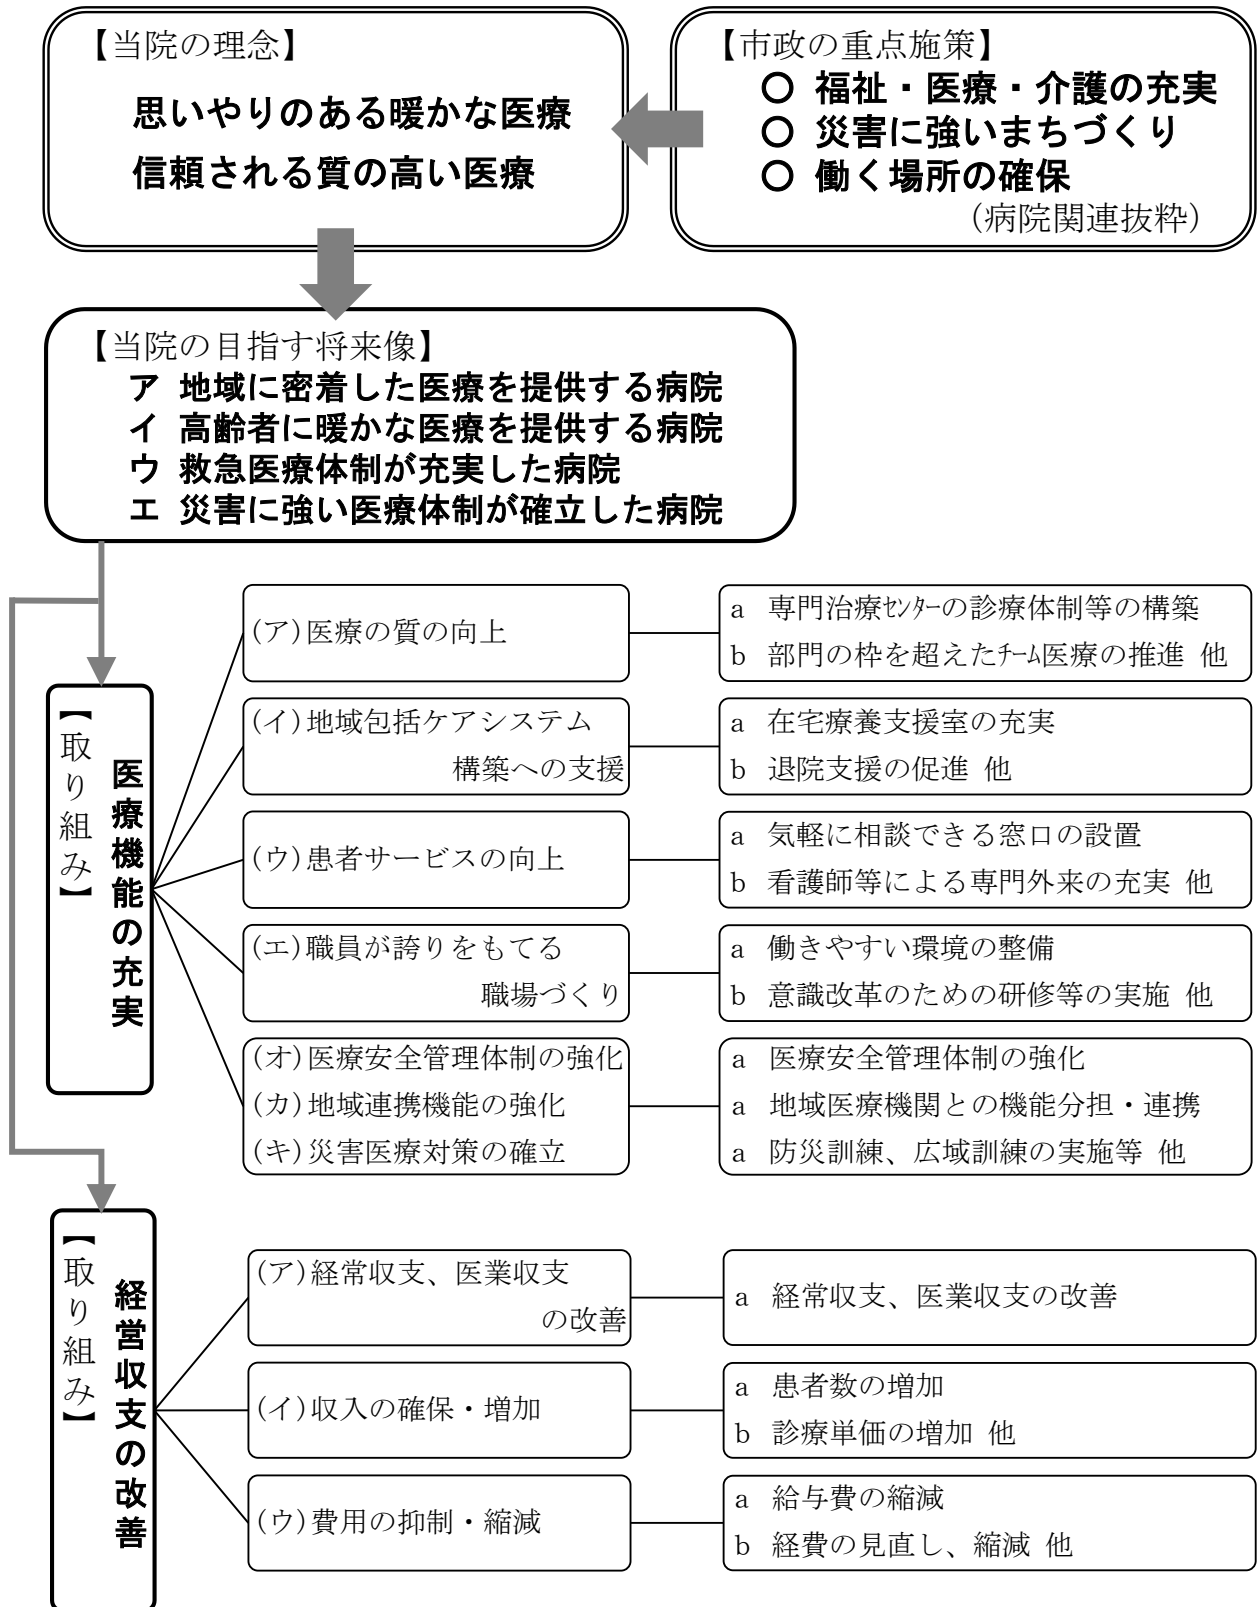 【当院の理念】
思いやりのある暖かな医療
信頼される質の高い医療
【市政の重点施策】
○ 福祉・医療・介護の充実
○ 災害に強いまちづくり
○ 働く場所の確保
（病院関連抜粋）
【当院の目指す将来像】
ア 地域に密着した医療を提供する病院
イ 高齢者に暖かな医療を提供する病院
ウ 救急医療体制が充実した病院
エ 災害に強い医療体制が確立した病院
【取り組み】
医療機能の充実
(ア)医療の質の向上
a 専門治療ｾﾝﾀｰの診療体制等の構築
b 部門の枠を超えたﾁｰﾑ医療の推進 他
(イ)地域包括ケアシステム
構築への支援
a 在宅療養支援室の充実
b 退院支援の促進 他
(ウ)患者サービスの向上
a 気軽に相談できる窓口の設置
b 看護師等による専門外来の充実 他
(エ)職員が誇りをもてる
職場づくり
a 働きやすい環境の整備
b 意識改革のための研修等の実施 他
(オ)医療安全管理体制の強化
(カ)地域連携機能の強化
(キ)災害医療対策の確立
a 医療安全管理体制の強化
a 地域医療機関との機能分担・連携
a 防災訓練、広域訓練の実施等 他
【取り組み】
経営収支の改善
(ア)経常収支、医業収支
の改善
a 経常収支、医業収支の改善
(イ)収入の確保・増加
a 患者数の増加
b 診療単価の増加 他
(ウ)費用の抑制・縮減
a 給与費の縮減
b 経費の見直し、縮減 他